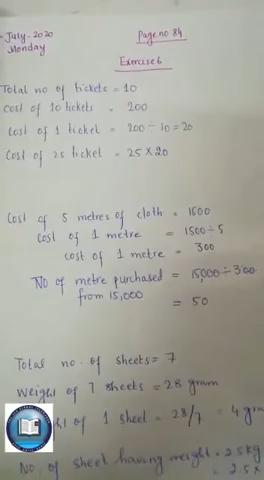 - July-2020
Monday
Page no 84
Exercise 6
Total no of tickets = 10
Cost of 10 tickets = 200
Cost of 1 ticket = 200 ÷ 10 = 20
Cost of 25 ticket = 25 × 20
Cost of 5 metres of cloth = 1500
Cost of 1 metre = 1500 ÷ 5
cost of 1 metre = 300
No of metre purchased = 15,000 ÷ 300
from 15,000 = 50
Total no. of sheets = 7
Weight of 7 sheets = 28 gram
of 1 sheet = 28/7 = 4 gra
No. of sheet having weight = 2.5 kg
= 2.5 ×